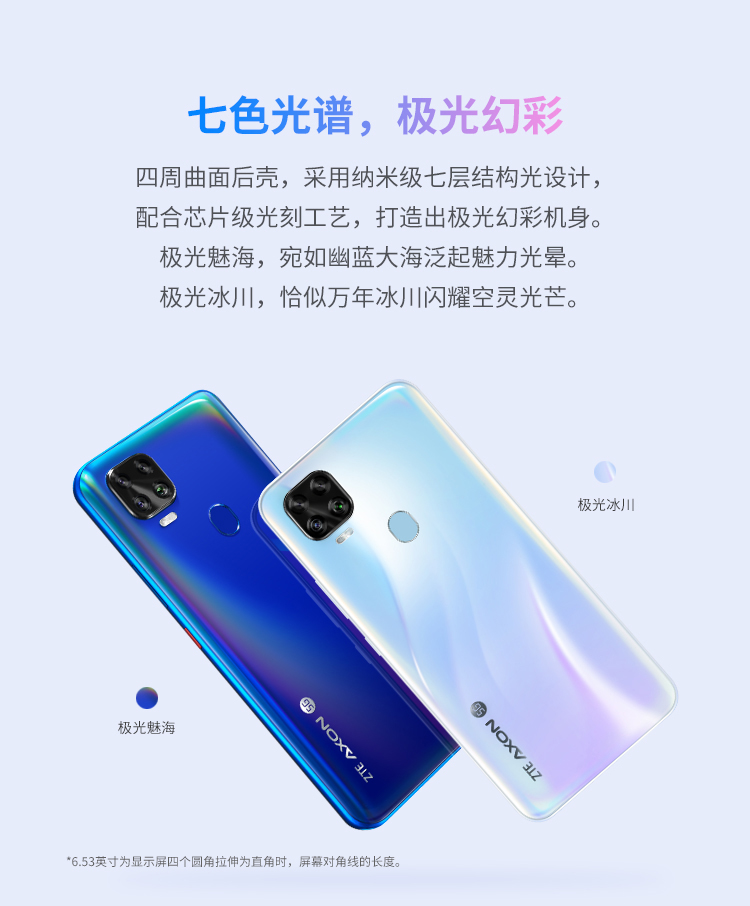 七色光谱，极光幻彩
四周曲面后壳，采用纳米级七层结构光设计，
配合芯片级光刻工艺，打造出极光幻彩机身。
极光魅海，宛如幽蓝大海泛起魅力光晕。
极光冰川，恰似万年冰川闪耀空灵光芒。
极光冰川
5G
ZTE AXON
5G
ZTE AXON
极光魅海
*6.53英寸为显示屏四个圆角拉伸为直角时，屏幕对角线的长度。